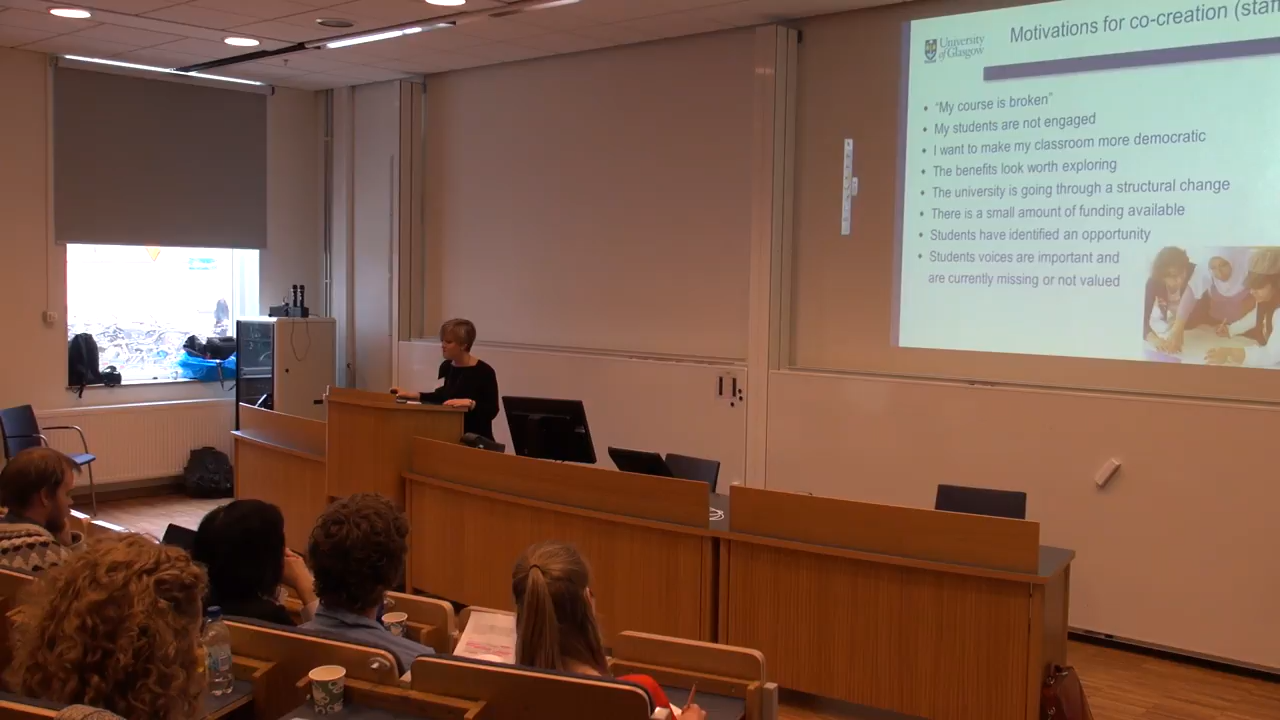 University
of Glasgow
Motivations for co-creation (staf
• "My course is broken"
• My students are not engaged
• I want to make my classroom more democratic
• The benefits look worth exploring
• The university is going through a structural change
• There is a small amount of funding available
• Students have identified an opportunity
• Students voices are important and
are currently missing or not valued